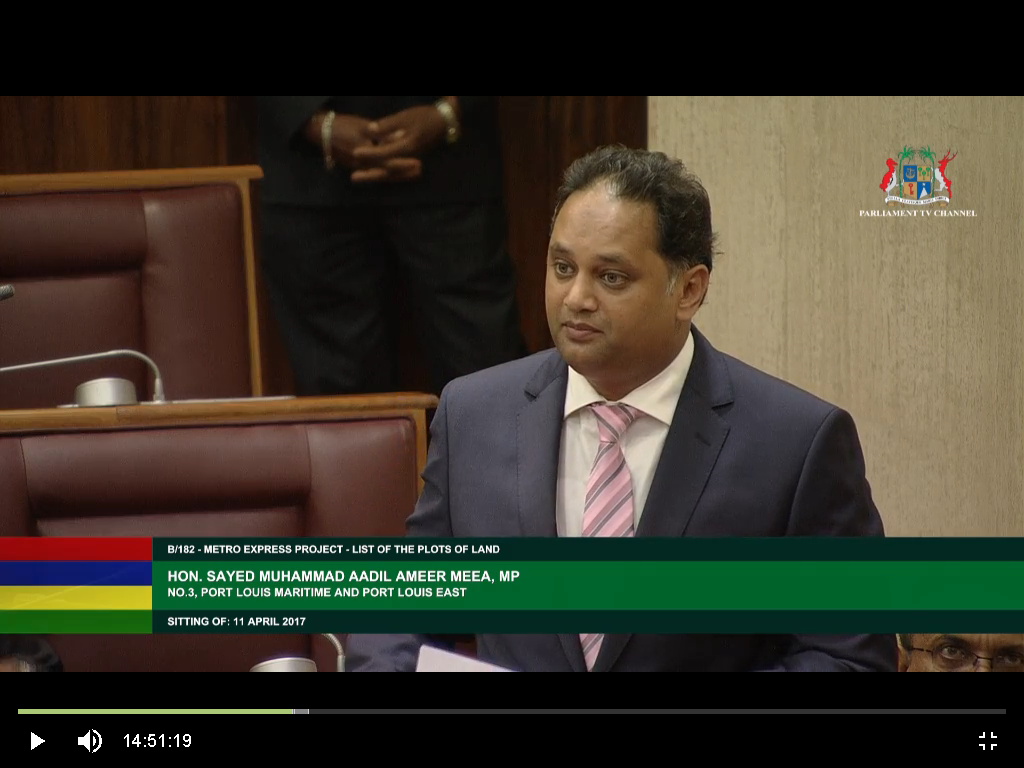 PARLIAMENT TV CHANNEL
B/182 - METRO EXPRESS PROJECT - LIST OF THE PLOTS OF LAND
HON. SAYED MUHAMMAD AADIL AMEER MEEA, MP
NO.3, PORT LOUIS MARITIME AND PORT LOUIS EAST
SITTING OF: 11 APRIL 2017
14:51:19